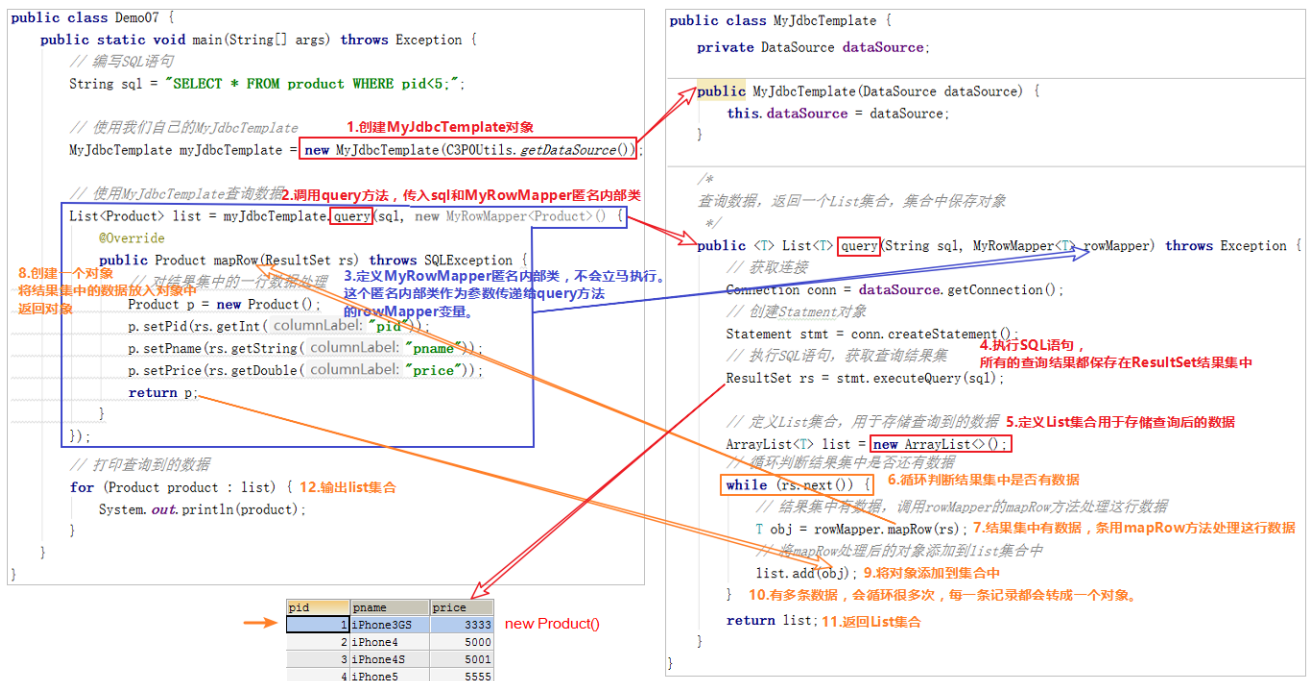 public class Demo07 {
public static void main(String[] args) throws Exception {
// 编写SQL语句
String sql = "SELECT * FROM product WHERE pid<5;";
// 使用我们自己的MyJdbcTemplate
1.创建MyJdbcTemplate对象
MyJdbcTemplate myJdbcTemplate = new MyJdbcTemplate(C3P0Utils.getDataSource());
// 使用MyJdbcTemplate查询数据
2.调用query方法，传入sql和MyRowMapper匿名内部类
List<Product> list = myJdbcTemplate.query(sql, new MyRowMapper<Product>() {
@Override
public Product mapRow(ResultSet rs) throws SQLException {
8.创建一个对象
将结果集中的数据放入对象中
返回对象
// 对结果集中的一行数据处理
3.定义MyRowMapper匿名内部类，不会立马执行。
这个匿名内部类作为参数传递给query方法
的rowMapper变量。
Product p = new Product();
p.setPid(rs.getInt( columnLabel: "pid"));
p.setPname(rs.getString( columnLabel: "pname"));
p.setPrice(rs.getDouble( columnLabel: "price"));
return p;
}
});
// 打印查询到的数据
for (Product product : list) { 12.输出list集合
System.out.println(product);
}
}
}
public class MyJdbcTemplate {
private DataSource dataSource;
public MyJdbcTemplate(DataSource dataSource) {
this.dataSource = dataSource;
}
/*
查询数据，返回一个List集合，集合中保存对象
*/
public <T> List<T> query(String sql, MyRowMapper<T> rowMapper) throws Exception {
// 获取连接
Connection conn = dataSource.getConnection();
// 创建Statment对象
Statement stmt = conn.createStatement();
// 执行SQL语句，获取查询结果集
4.执行SQL语句，
所有的查询结果都保存在ResultSet结果集中
ResultSet rs = stmt.executeQuery(sql);
// 定义List集合，用于存储查询到的数据 5.定义List集合用于存储查询后的数据
ArrayList<T> list = new ArrayList<>();
// 循环判断结果集中是否还有数据
while (rs.next()) { 6.循环判断结果集中是否有数据
// 结果集中有数据，调用rowMapper的mapRow方法处理这行数据
T obj = rowMapper.mapRow(rs); 7.结果集中有数据，条用mapRow方法处理这行数据
// 将mapRow处理后的对象添加到list集合中
list.add(obj); 9.将对象添加到集合中
} 10.有多条数据，会循环很多次，每一条记录都会转成一个对象。
return list; 11.返回List集合
}
}
pid pname price
1 iPhone3GS 3333 new Product()
2 iPhone4 5000
3 iPhone4S 5001
4 iPhone5 5555